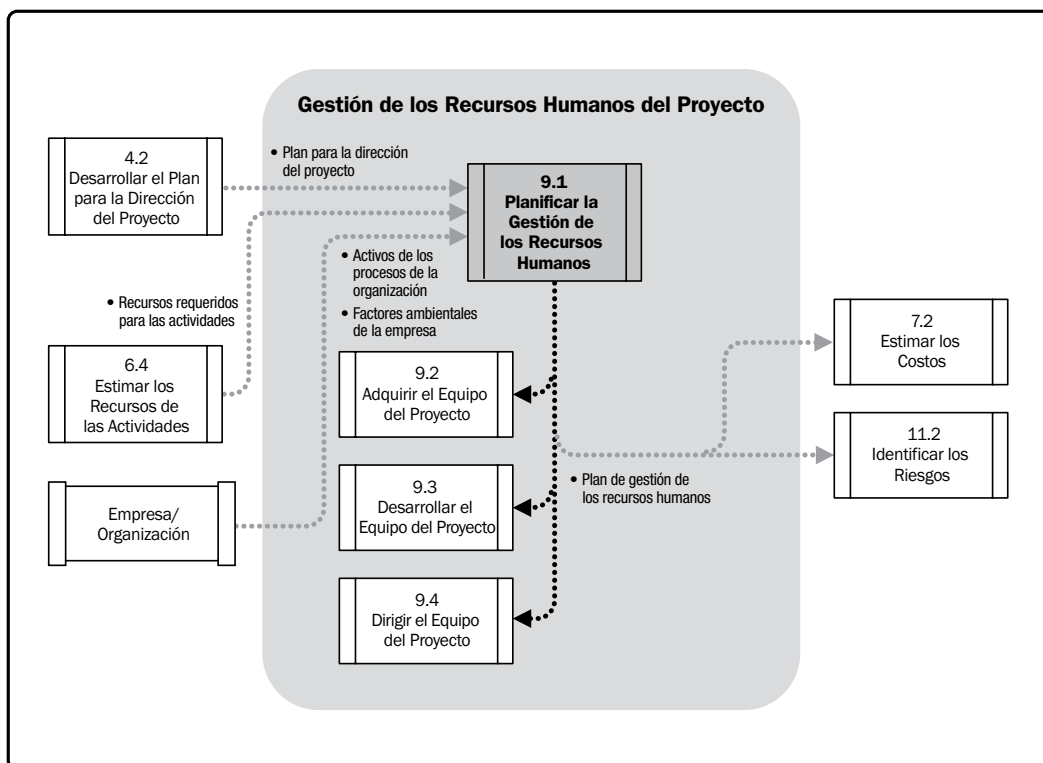 Gestión de los Recursos Humanos del Proyecto
4.2
Desarrollar el Plan
para la Dirección
del Proyecto
• Plan para la dirección
del proyecto
9.1
Planificar la
Gestión de
los Recursos
Humanos
• Activos de los
procesos de la
organización
• Factores ambientales
de la empresa
• Recursos requeridos
para las actividades
6.4
Estimar los
Recursos de
las Actividades
9.2
Adquirir el Equipo
del Proyecto
7.2
Estimar los
Costos
11.2
Identificar los
Riesgos
• Plan de gestión de
los recursos humanos
9.3
Desarrollar el
Equipo del Proyecto
Empresa/
Organización
9.4
Dirigir el Equipo
del Proyecto